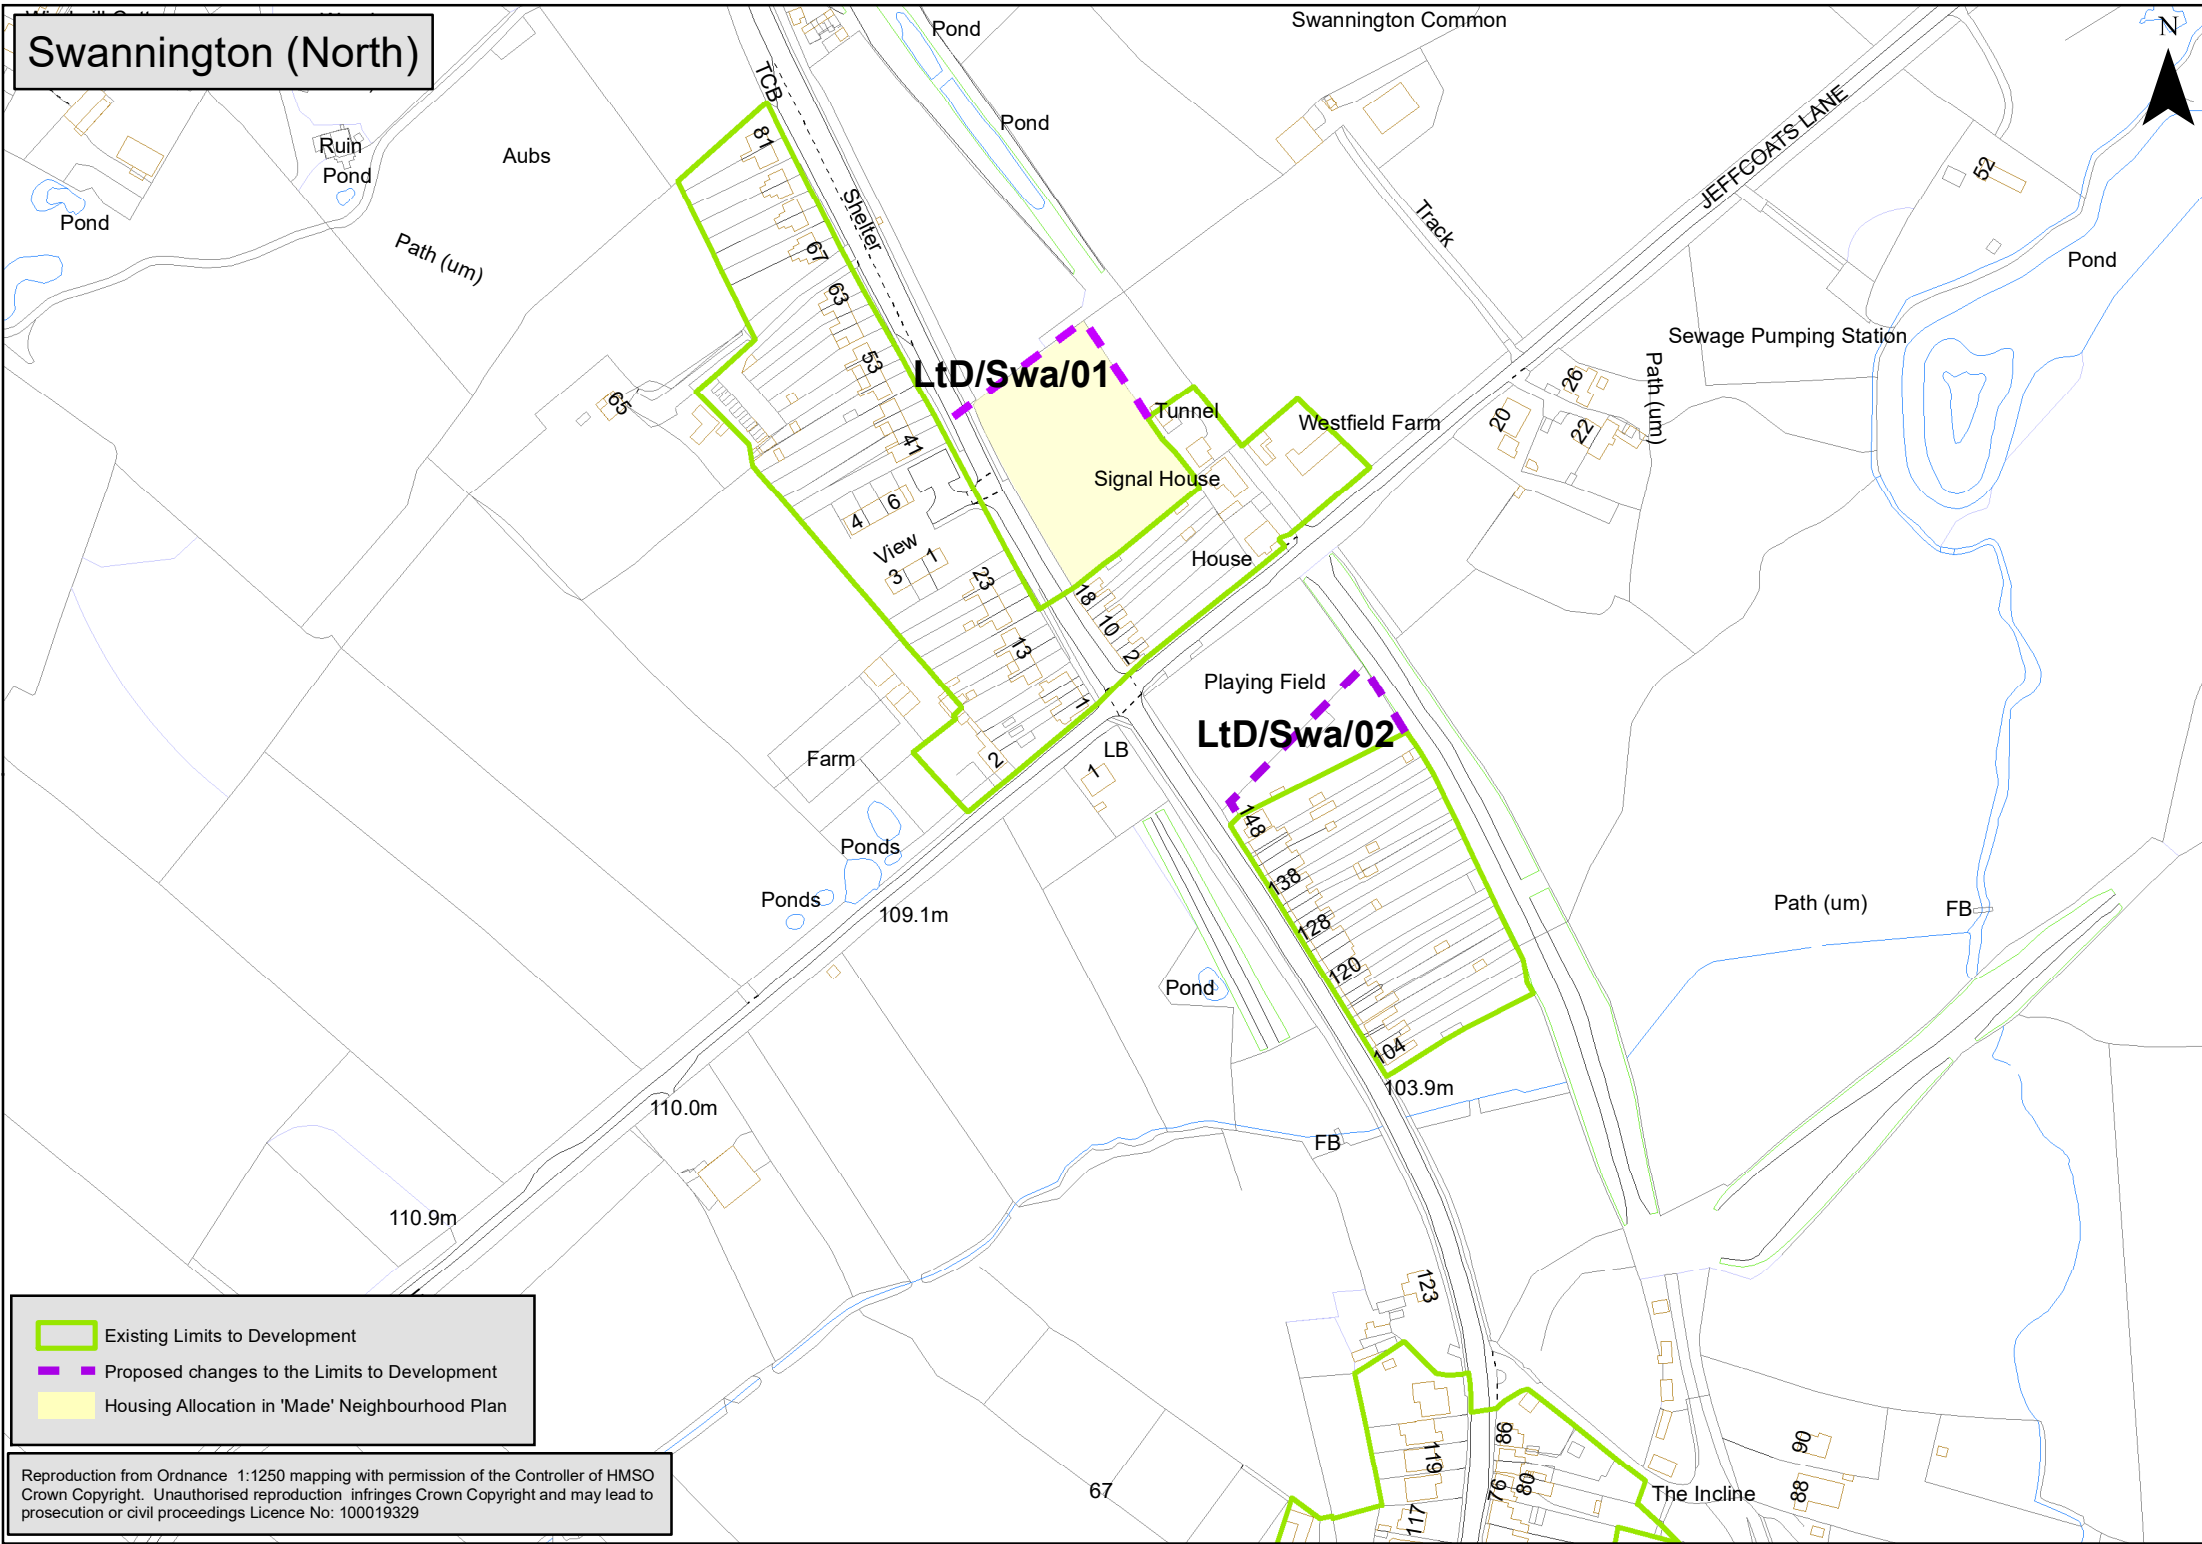 Swannington (North)
Swannington Common
N
Pond
TCB
Pond
JEFFCOATS LANE
81
Ruin
Aubs
Pond
52
Pond
Shelter
Track
Path (um)
67
Pond
63
Sewage Pumping Station
53
LtD/Swa/01
Path (um)
26
65
Tunnel
Westfield Farm
20
22
41
Signal House
6
4
View
1
3
House
23
18
10
13
2
Playing Field
1
LtD/Swa/02
LB
Farm
2
1
148
Ponds
138
Ponds
109.1m
Path (um)
FB
128
120
Pond
104
103.9m
110.0m
FB
110.9m
123
Existing Limits to Development
Proposed changes to the Limits to Development
Housing Allocation in 'Made' Neighbourhood Plan
86
90
119
80
76
88
67
The Incline
117
Reproduction from Ordnance 1:1250 mapping with permission of the Controller of HMSO
Crown Copyright. Unauthorised reproduction infringes Crown Copyright and may lead to
prosecution or civil proceedings Licence No: 100019329